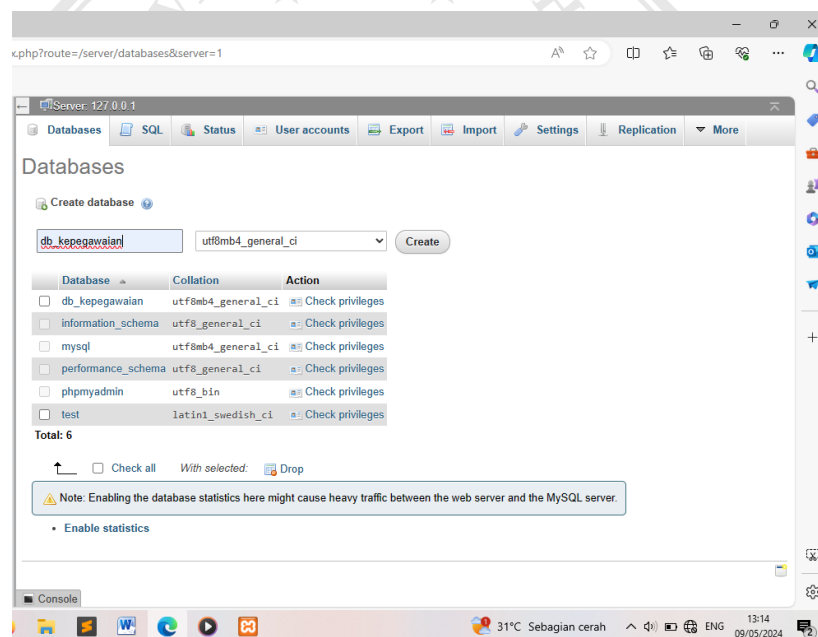 x.php?route=/server/databases&server=1
Server: 127.0.0.1
Databases SQL Status User accounts Export Import Settings Replication More
Databases
Create database
db_kepegawaian utf8mb4_general_ci Create
Database Collation Action
db_kepegawaian utf8mb4_general_ci Check privileges
information_schema utf8_general_ci Check privileges
mysql utf8mb4_general_ci Check privileges
performance_schema utf8_general_ci Check privileges
phpmyadmin utf8_bin Check privileges
test latin1_swedish_ci Check privileges
Total: 6
Check all With selected: Drop
Note: Enabling the database statistics here might cause heavy traffic between the web server and the MySQL server.
• Enable statistics
Console
31°C Sebagian cerah ENG 13:14
09/05/2024 2